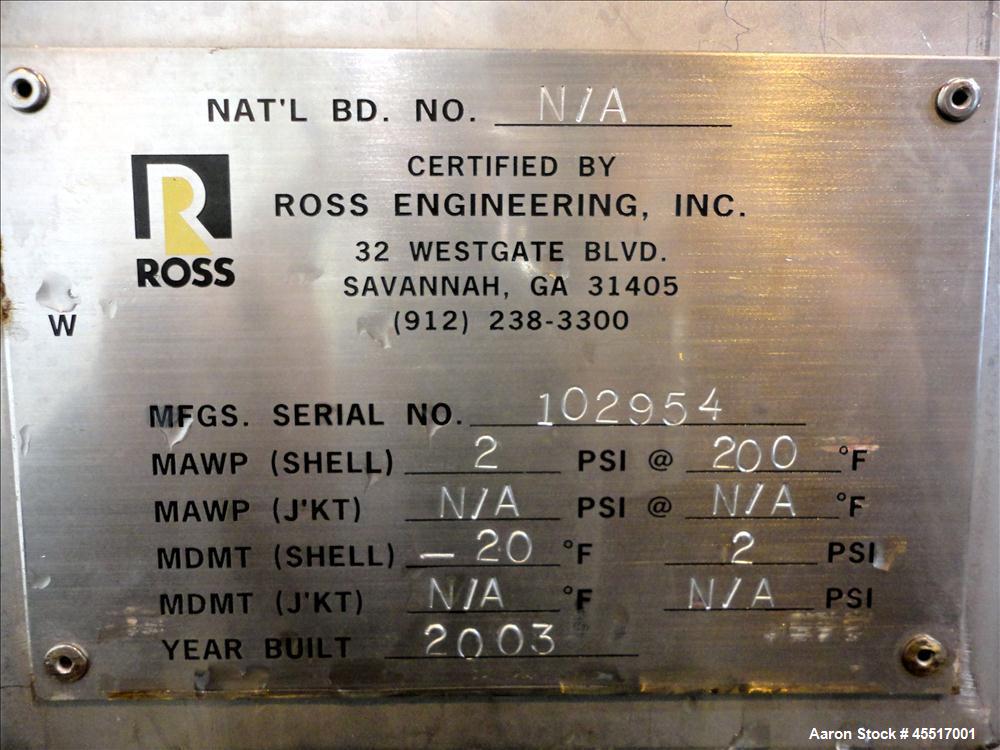 NAT'L BD. NO. N/A
CERTIFIED BY
ROSS ENGINEERING, INC.
32 WESTGATE BLVD.
SAVANNAH, GA 31405
(912) 238-3300
R
ROSS
W
MFGS. SERIAL NO. 102954
MAWP (SHELL) 2 PSI @ 200 °F
MAWP (J'KT) N/A PSI @ N/A °F
MDMT (SHELL) -20 °F 2 PSI
MDMT (J'KT) N/A °F N/A PSI
YEAR BUILT 2003
Aaron Stock # 45517001